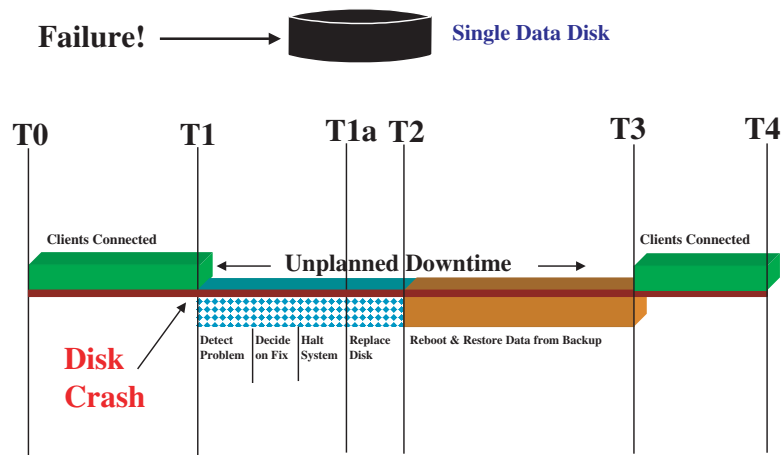 Failure!
Single Data Disk
T0
T1
T1a
T2
T3
T4
Clients Connected
Unplanned Downtime
Clients Connected
Detect
Problem
Decide
on Fix
Halt
System
Replace
Disk
Reboot & Restore Data from Backup
Disk
Crash